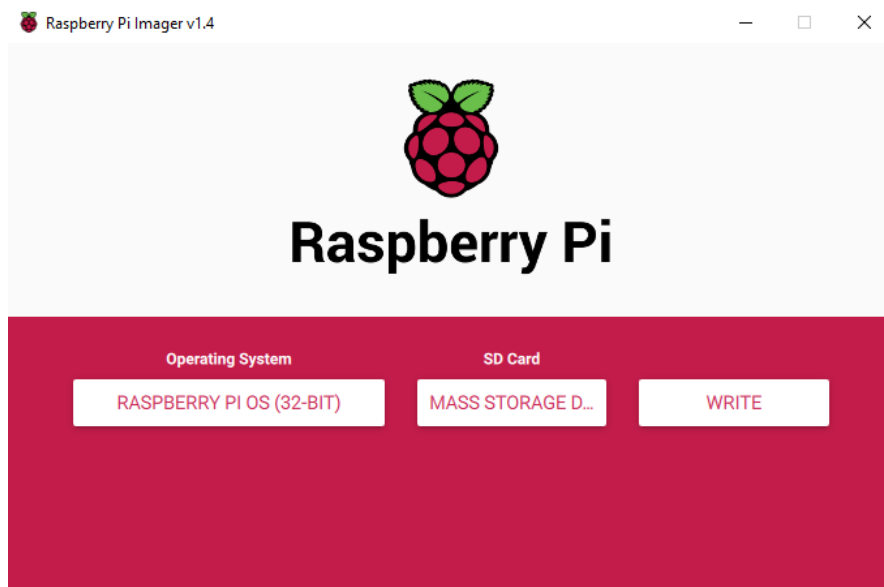 Raspberry Pi Imager v1.4
Raspberry Pi
Operating System
SD Card
RASPBERRY PI OS (32-BIT)
MASS STORAGE D...
WRITE